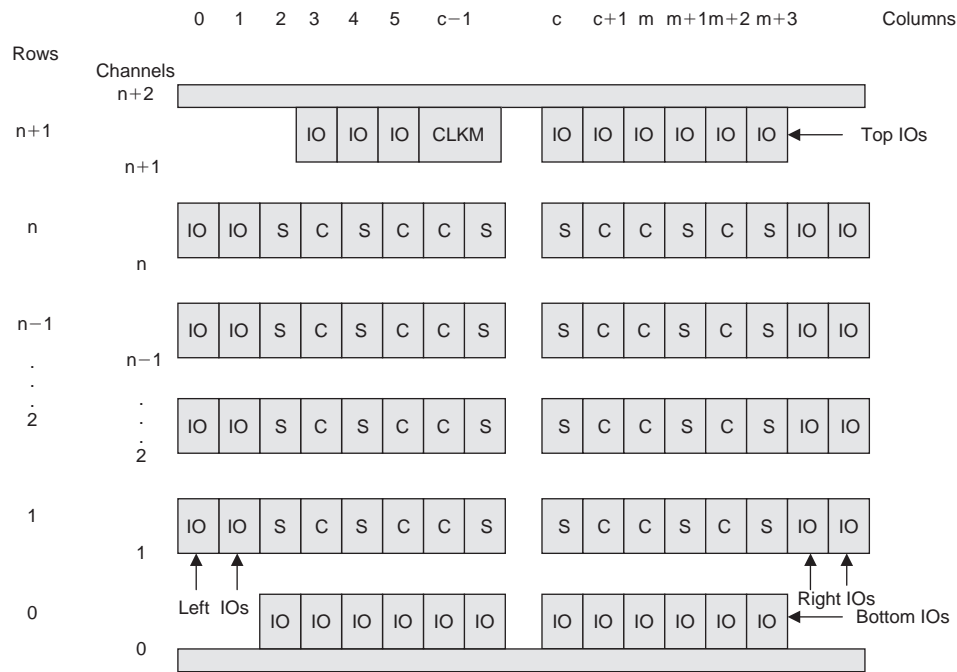 0 1 2 3 4 5 c−1 c c+1 m m+1 m+2 m+3 Columns
Rows
Channels
n+2
n+1 IO IO IO CLKM IO IO IO IO IO IO Top IOs
n+1
n IO IO S C S C C S S C C S C S IO IO
n
n−1 IO IO S C S C C S S C C S C S IO IO
n−1
. .
. .
. .
2 IO IO S C S C C S S C C S C S IO IO
2
1 IO IO S C S C C S S C C S C S IO IO
1
Left IOs Right IOs
0 IO IO IO IO IO IO IO IO IO IO IO IO Bottom IOs
0